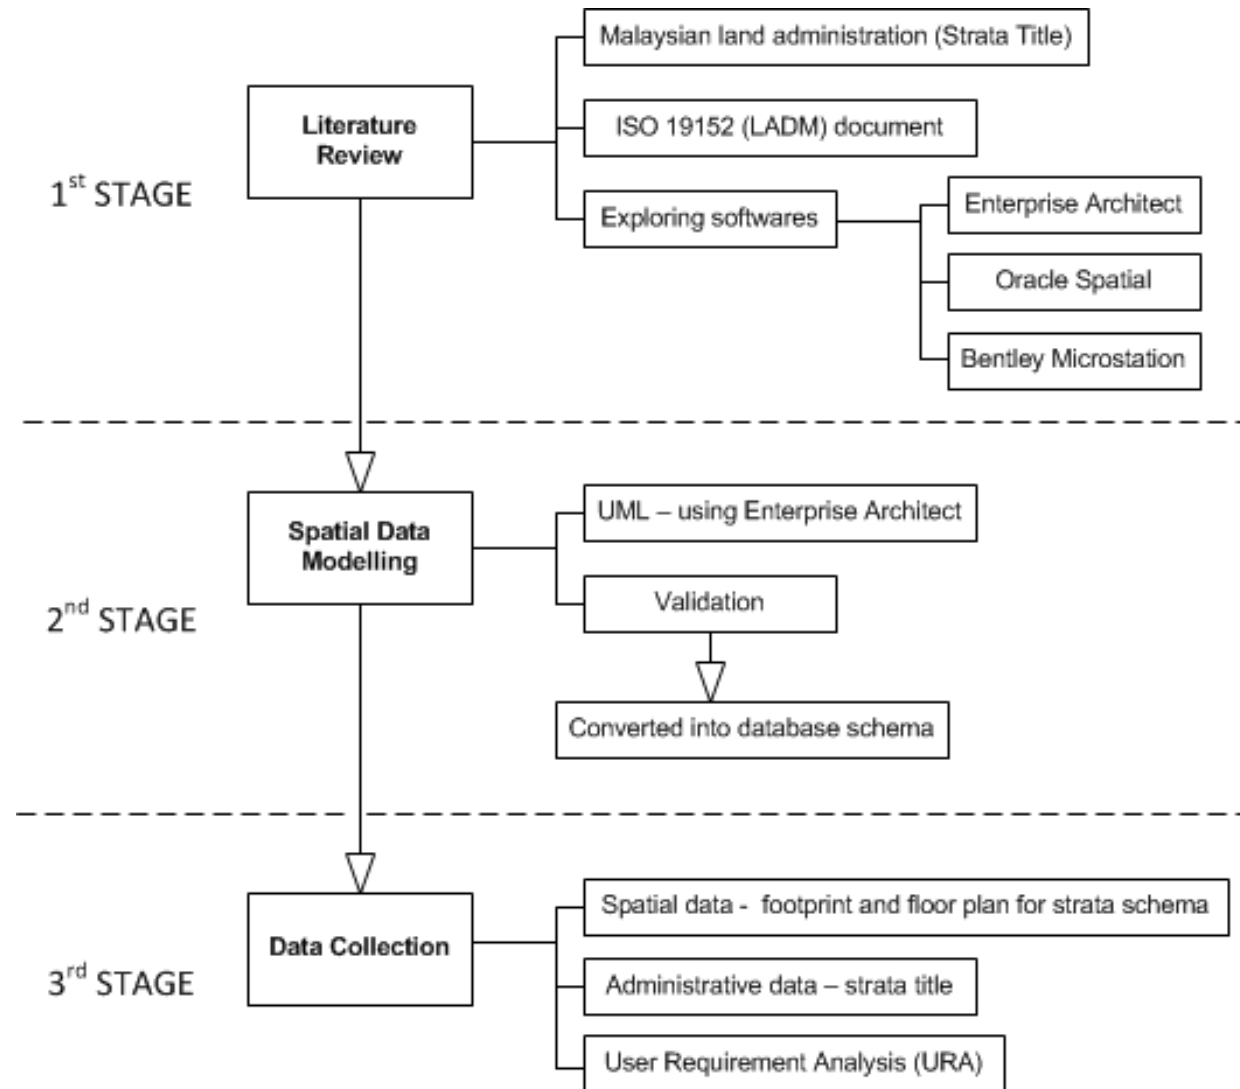 Malaysian land administration (Strata Title)
Literature
Review
ISO 19152 (LADM) document
1st STAGE
Exploring softwares
Enterprise Architect
Oracle Spatial
Bentley Microstation
Spatial Data
Modelling
UML – using Enterprise Architect
2nd STAGE
Validation
Converted into database schema
Data Collection
Spatial data - footprint and floor plan for strata schema
3rd STAGE
Administrative data – strata title
User Requirement Analysis (URA)